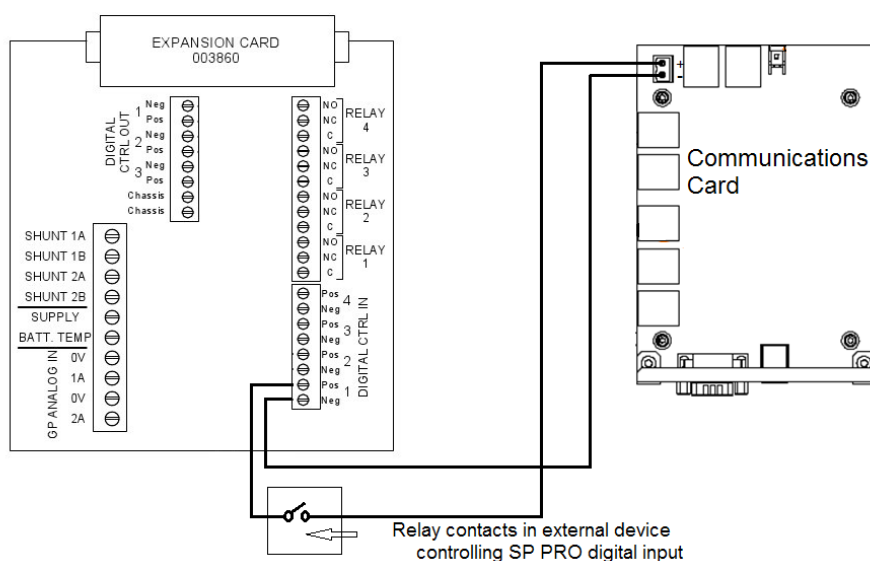 EXPANSION CARD
003860
DIGITAL
CTRL OUT
1 Neg
Pos
2 Neg
Pos
3 Neg
Pos
Chassis
Chassis
NO
NC
C
RELAY
4
NO
NC
C
RELAY
3
NO
NC
C
RELAY
2
NO
NC
C
RELAY
1
SHUNT 1A
SHUNT 1B
SHUNT 2A
SHUNT 2B
SUPPLY
BATT. TEMP
GP ANALOG IN
0V
1A
0V
2A
Pos 4
Neg
Pos 3
Neg
Pos 2
Neg
Pos 1
Neg
DIGITAL CTRL IN
+
-
Communications
Card
Relay contacts in external device
controlling SP PRO digital input